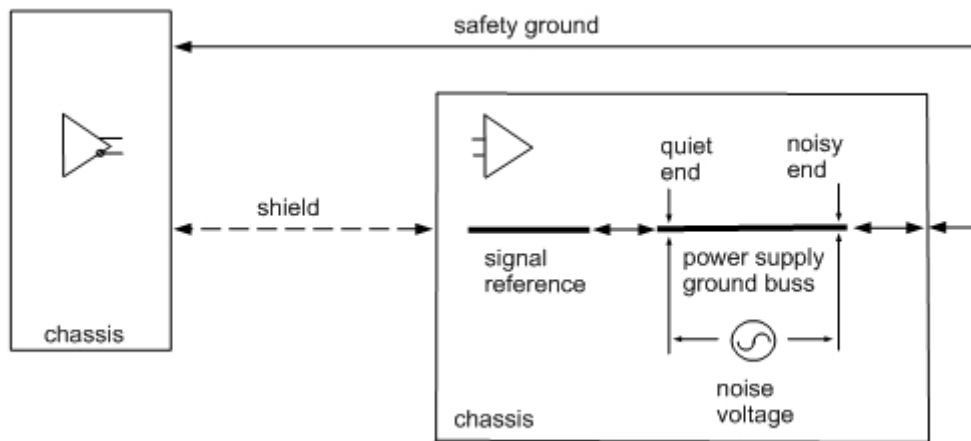 safety ground
quiet
end
noisy
end
shield
signal
reference
power supply
ground buss
chassis
noise
voltage
chassis